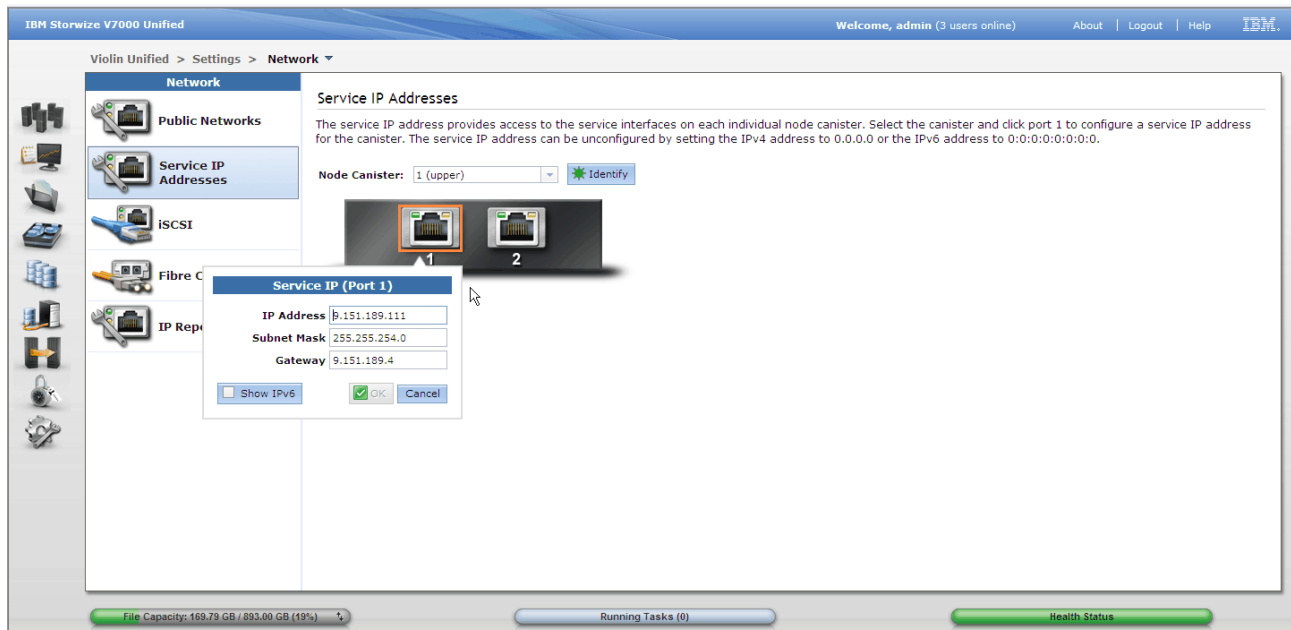 IBM Storwize V7000 Unified
Welcome, admin (3 users online)
About | Logout | Help
IBM.
Violin Unified > Settings > Network
Network
Public Networks
Service IP
Addresses
iSCSI
Fibre C
IP Repo
Service IP Addresses
The service IP address provides access to the service interfaces on each individual node canister. Select the canister and click port 1 to configure a service IP address
for the canister. The service IP address can be unconfigured by setting the IPv4 address to 0.0.0.0 or the IPv6 address to 0:0:0:0:0:0:0:0.
Node Canister: 1 (upper) Identify
1 2
Service IP (Port 1)
IP Address 9.151.189.111
Subnet Mask 255.255.254.0
Gateway 9.151.189.4
Show IPv6 OK Cancel
File Capacity: 169.79 GB / 893.00 GB (19%)
Running Tasks (0)
Health Status